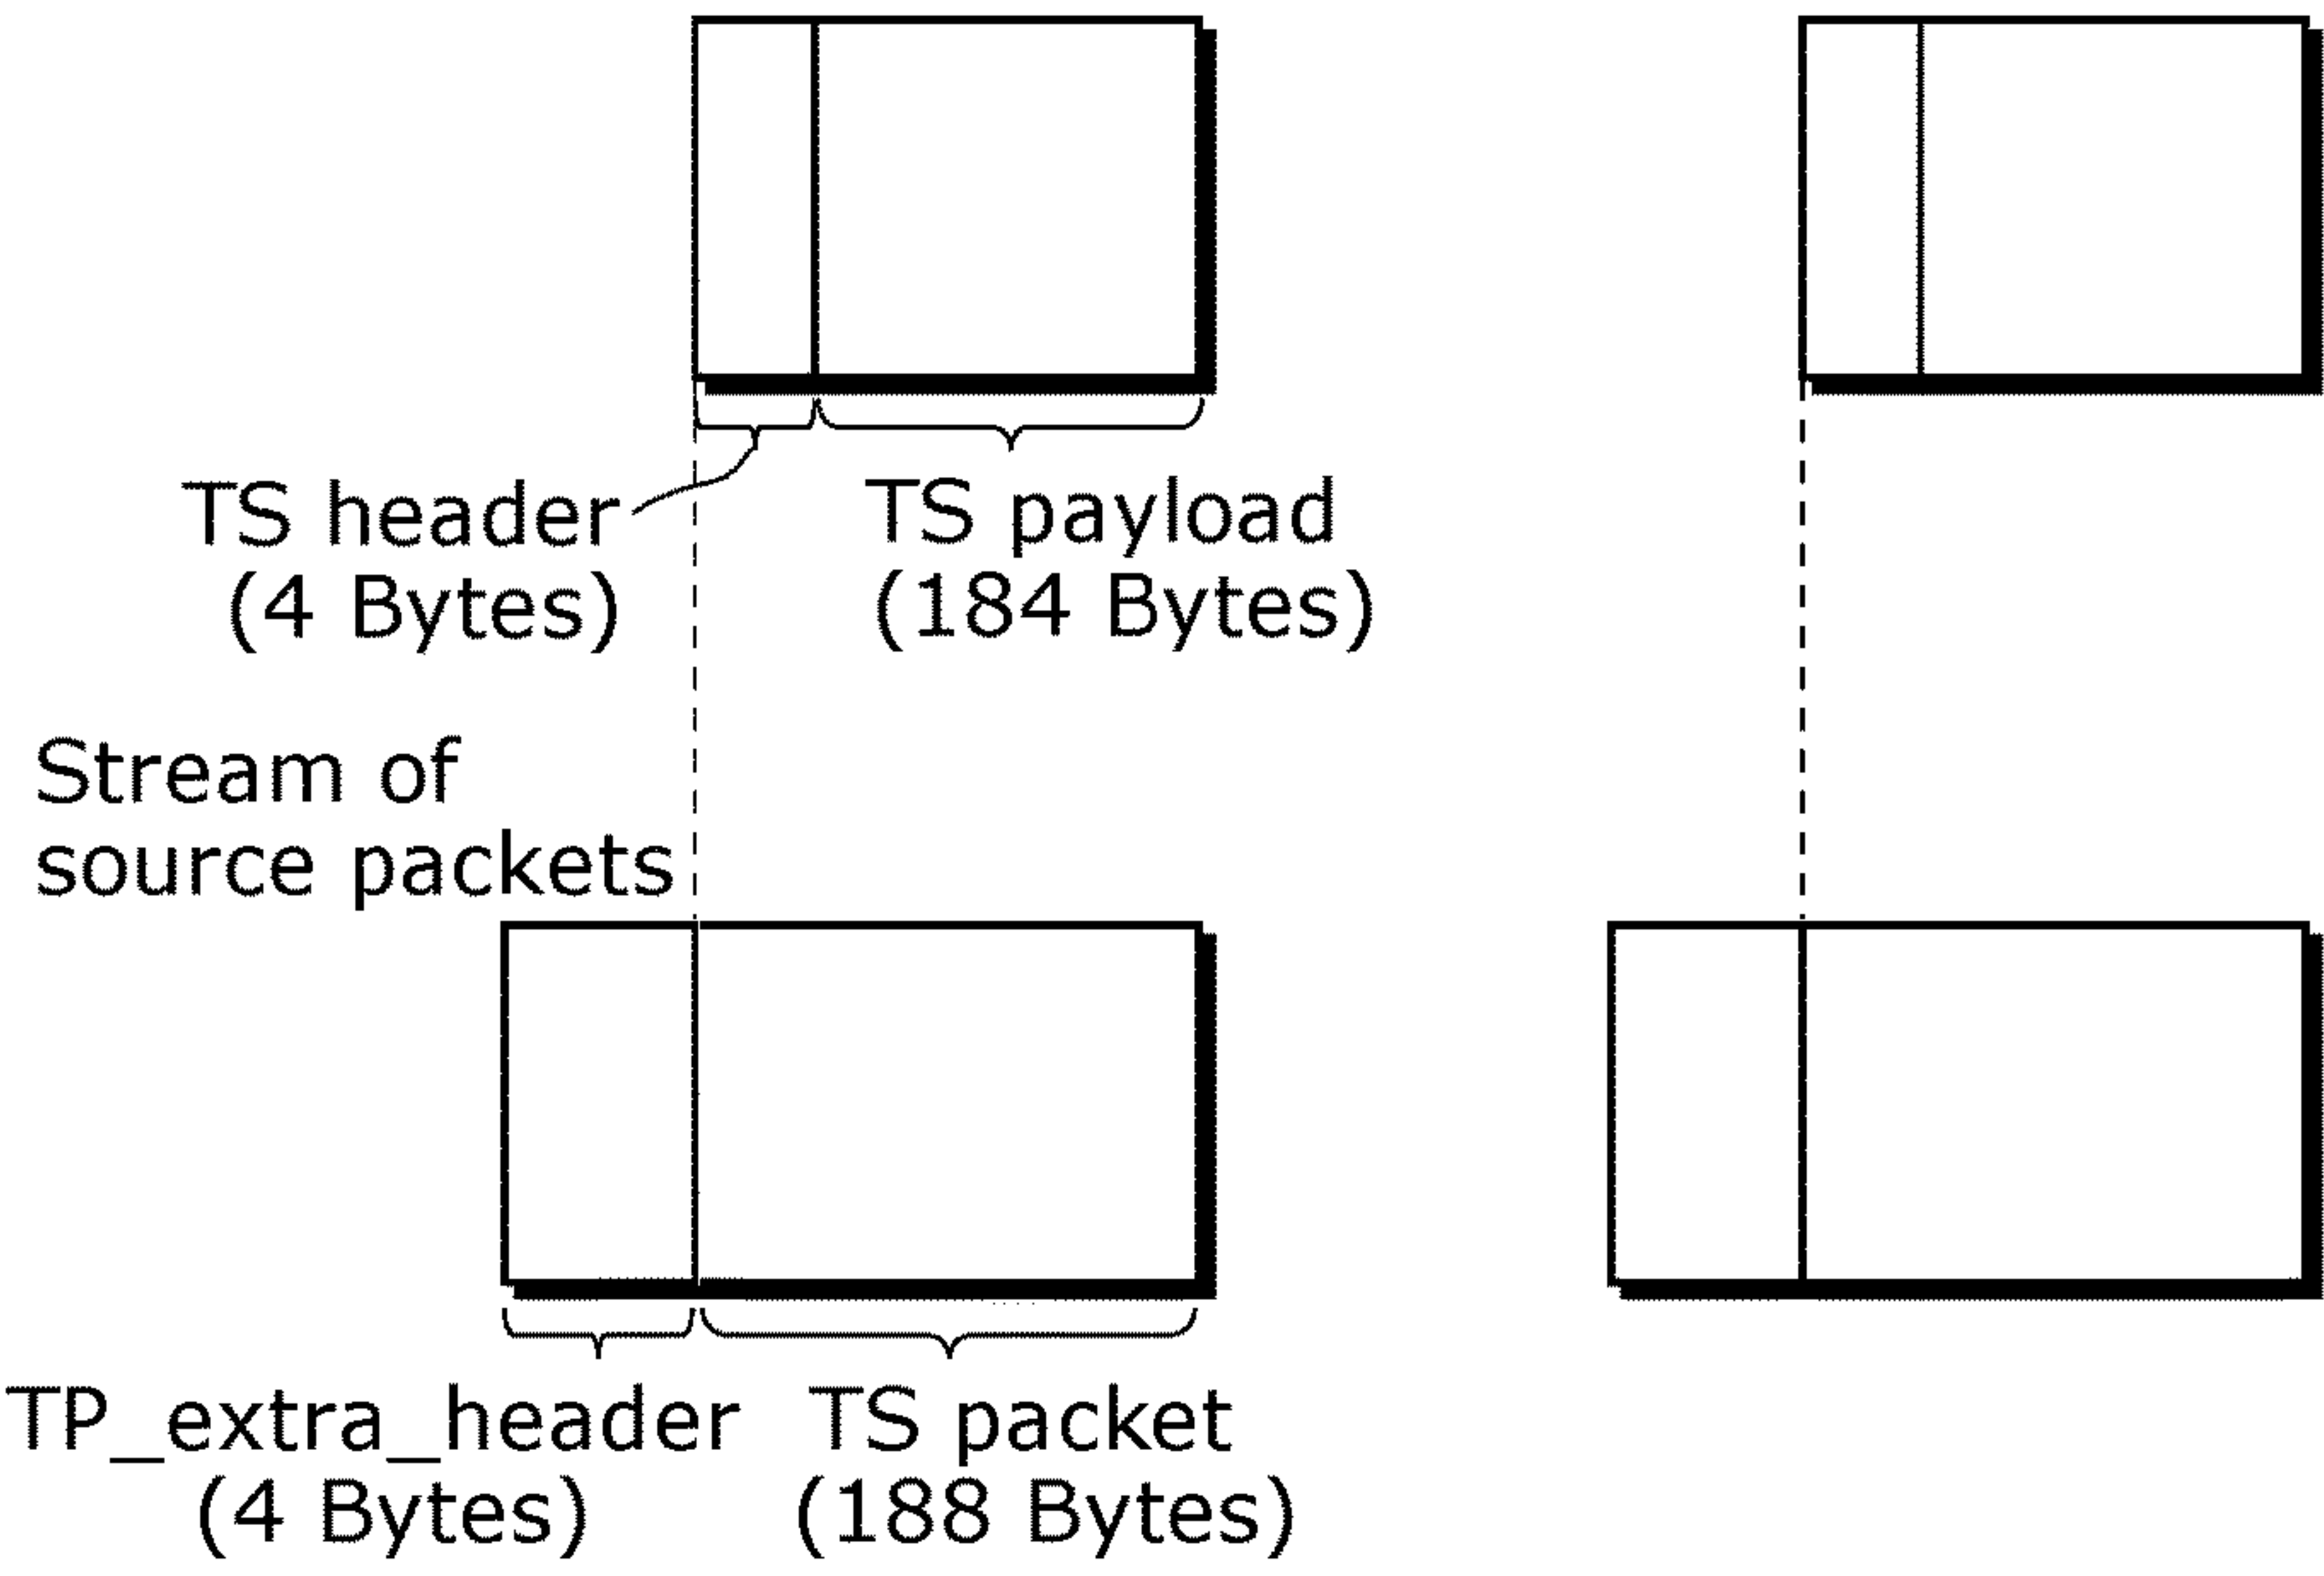 TS header
(4 Bytes)
TS payload
(184 Bytes)
Stream of
source packets
TP_extra_header
(4 Bytes)
TS packet
(188 Bytes)